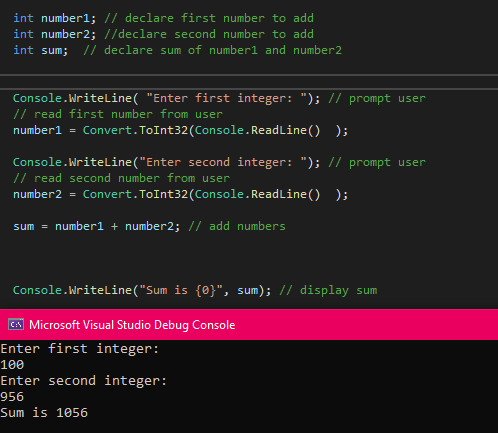 int number1; // declare first number to add
int number2; //declare second number to add
int sum;  // declare sum of number1 and number2
Console.WriteLine( "Enter first integer: "); // prompt user
// read first number from user
number1 = Convert.ToInt32(Console.ReadLine()  );
Console.WriteLine("Enter second integer: "); // prompt user
// read second number from user
number2 = Convert.ToInt32(Console.ReadLine()  );
sum = number1 + number2; // add numbers
Console.WriteLine("Sum is {0}", sum); // display sum
C:\ Microsoft Visual Studio Debug Console
Enter first integer:
100
Enter second integer:
956
Sum is 1056